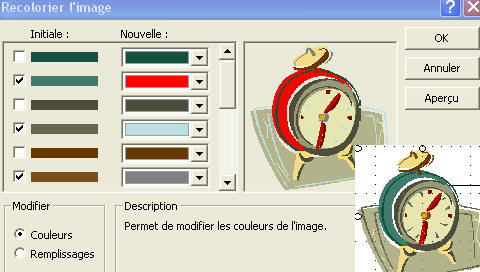 Recolorier l'image
Initiale : Nouvelle :
OK
Annuler
Aperçu
Modifier
Couleurs
Remplissages
Description
Permet de modifier les couleurs de l'image.